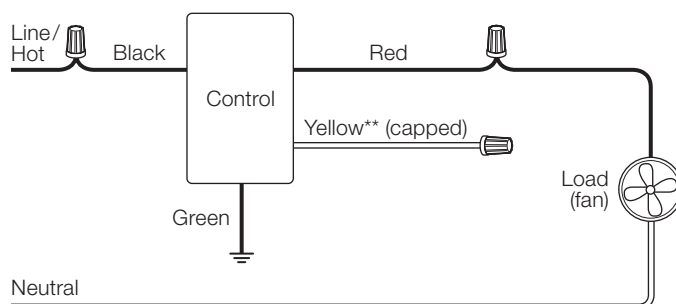 Line/
Hot
Black
Red
Control
Yellow** (capped)
Load
(fan)
Green
Neutral